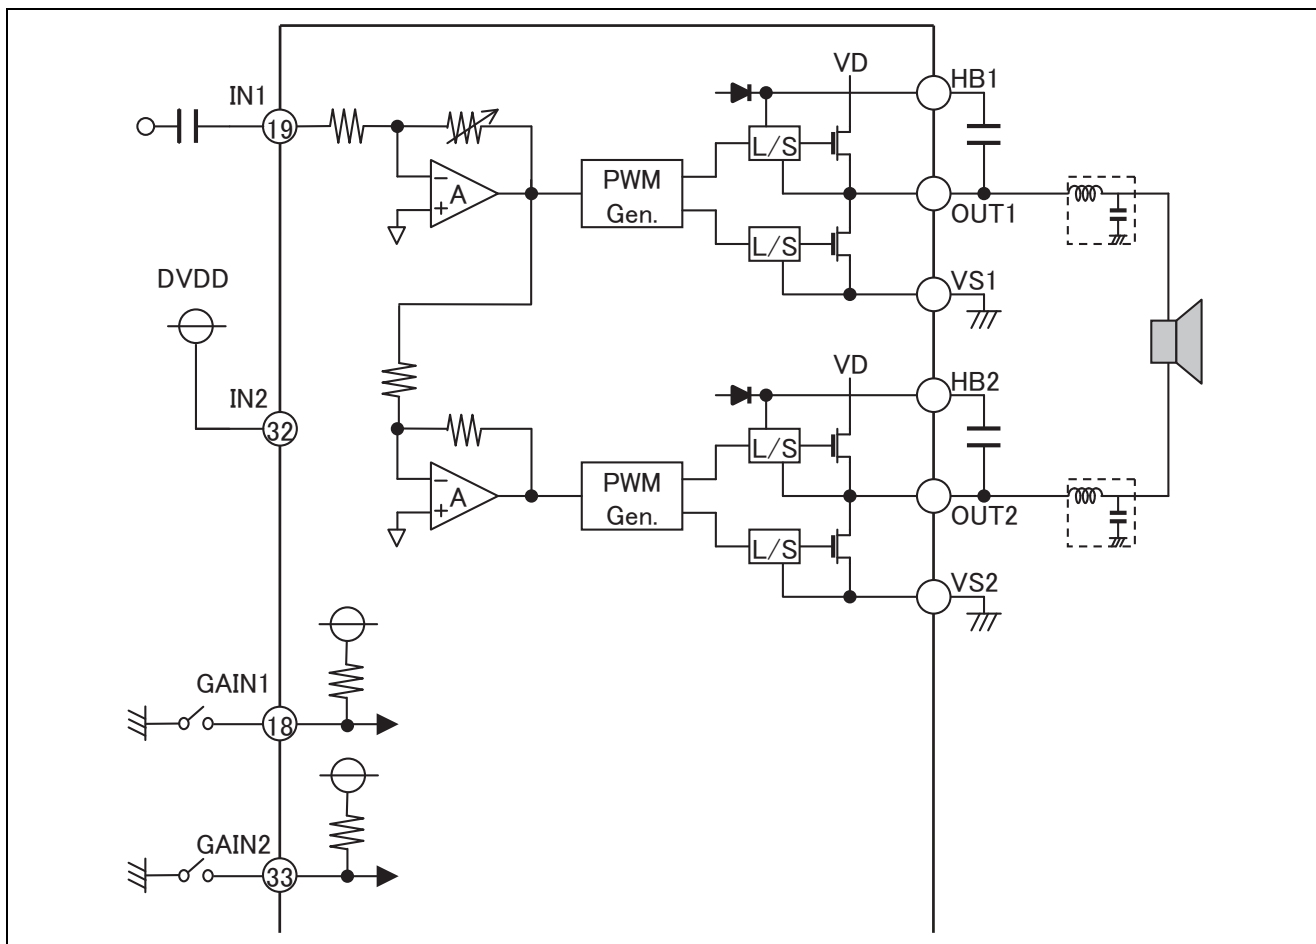 VD
HB1
IN1
19
L/S
−
+
A
PWM
Gen.
OUT1
L/S
DVDD
VS1
VD
HB2
IN2
32
L/S
−
+
A
PWM
Gen.
OUT2
L/S
VS2
GAIN1
18
GAIN2
33